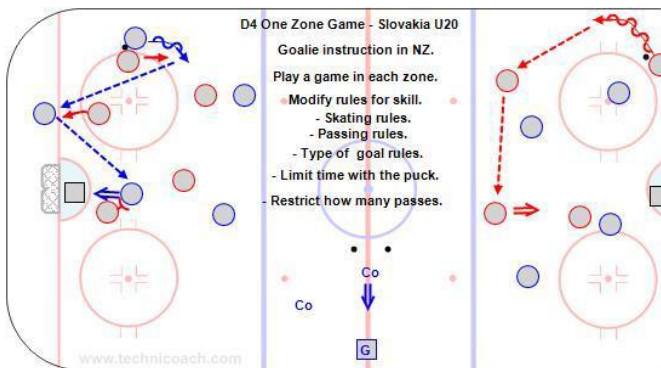 D4 One Zone Game - Slovakia U20
Goalie instruction in NZ.
Play a game in each zone.
Modify rules for skill.
- Skating rules.
- Passing rules.
- Type of goal rules.
- Limit time with the puck.
- Restrict how many passes.
Co
Co
G
www.technicoach.com